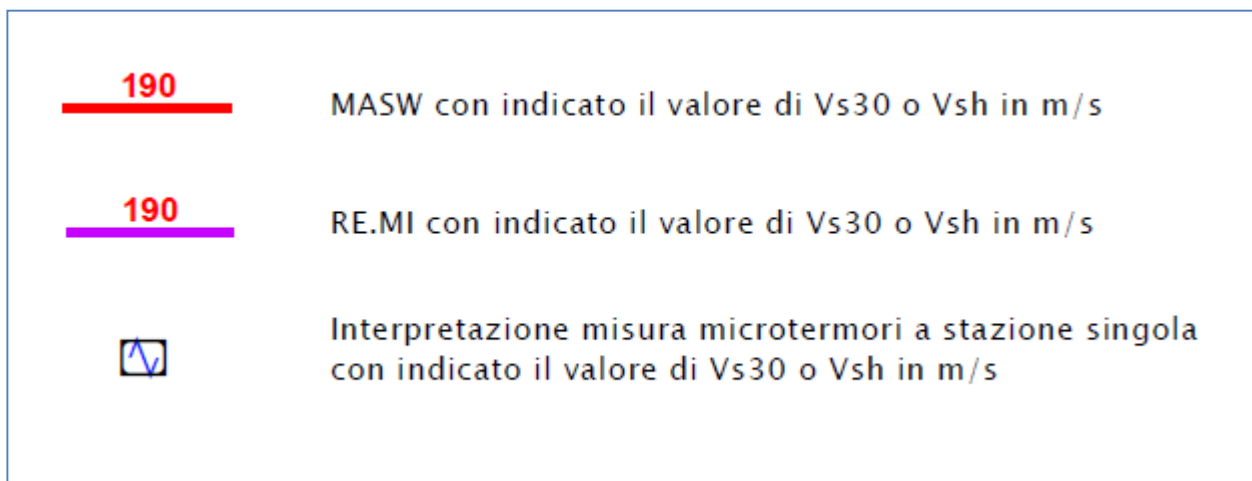 190
MASW con indicato il valore di Vs30 o Vsh in m/s
190
RE.MI con indicato il valore di Vs30 o Vsh in m/s
Interpretazione misura microtermori a stazione singola
con indicato il valore di Vs30 o Vsh in m/s